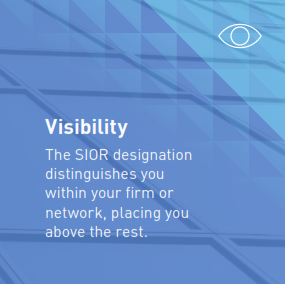 Visibility
The SIOR designation
distinguishes you
within your firm or
network, placing you
above the rest.